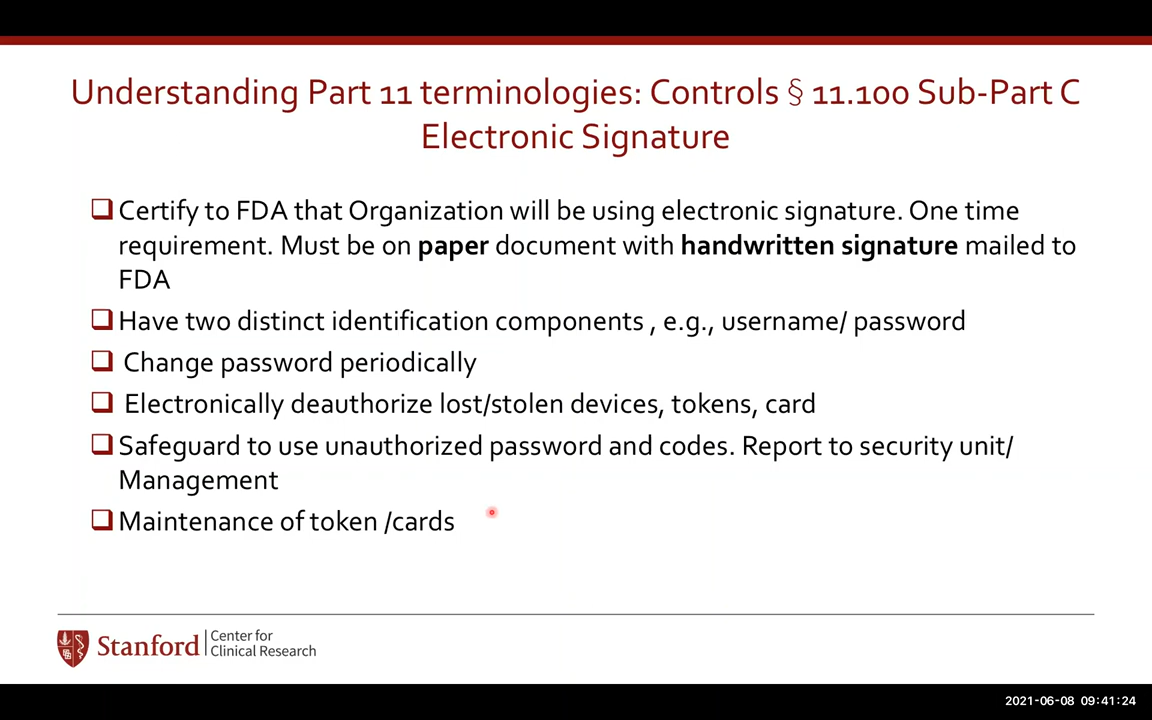 Understanding Part 11 terminologies: Controls § 11.100 Sub-Part C
Electronic Signature
Certify to FDA that Organization will be using electronic signature. One time
requirement. Must be on paper document with handwritten signature mailed to
FDA
Have two distinct identification components , e.g., username/ password
Change password periodically
Electronically deauthorize lost/stolen devices, tokens, card
Safeguard to use unauthorized password and codes. Report to security unit/
Management
Maintenance of token /cards
Stanford
Center for
Clinical Research
2021-06-08 09:41:24